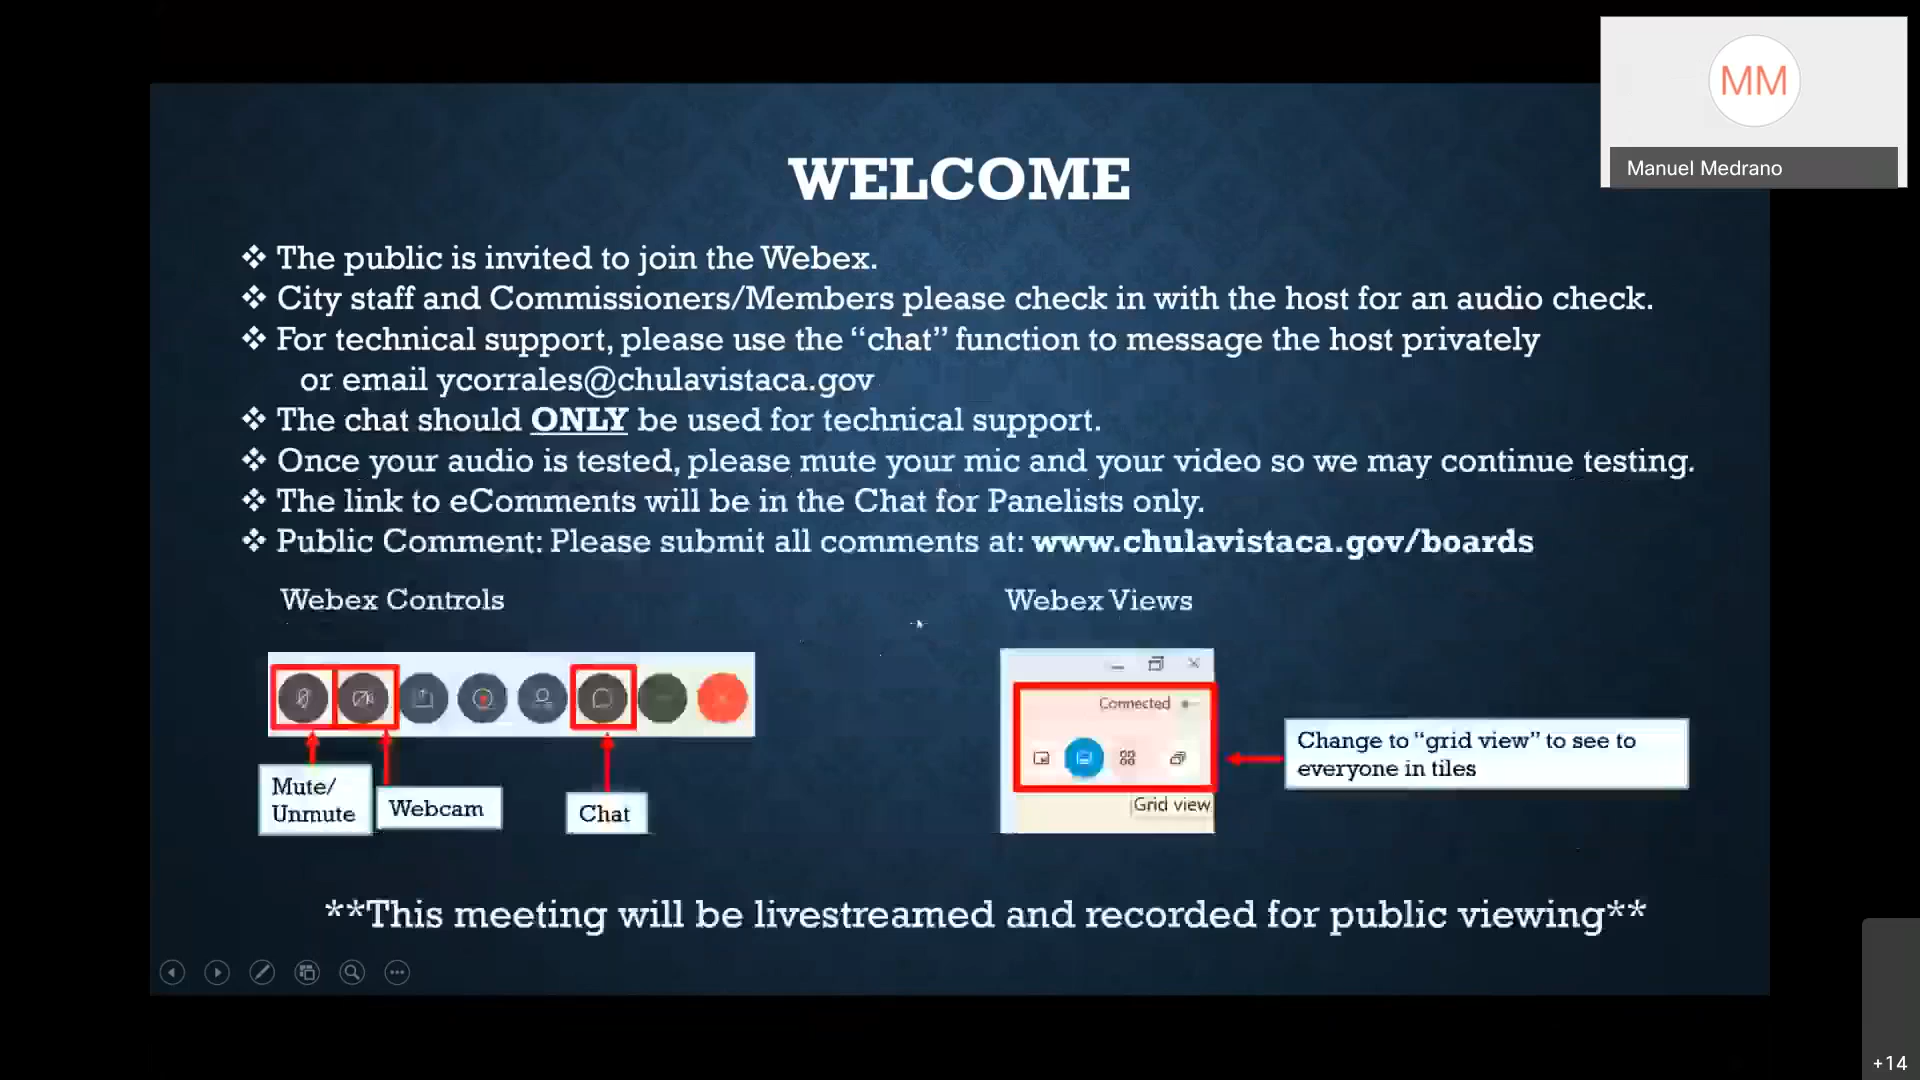 MM
Manuel Medrano
WELCOME
❖ The public is invited to join the Webex.
❖ City staff and Commissioners/Members please check in with the host for an audio check.
❖ For technical support, please use the “chat” function to message the host privately
or email ycorrales@chulavistaca.gov
❖ The chat should ONLY be used for technical support.
❖ Once your audio is tested, please mute your mic and your video so we may continue testing.
❖ The link to eComments will be in the Chat for Panelists only.
❖ Public Comment: Please submit all comments at: www.chulavistaca.gov/boards
Webex Controls
Mute/
Unmute
Webcam
Chat
Webex Views
Connected
Grid view
Change to “grid view” to see to
everyone in tiles
**This meeting will be livestreamed and recorded for public viewing**
+14